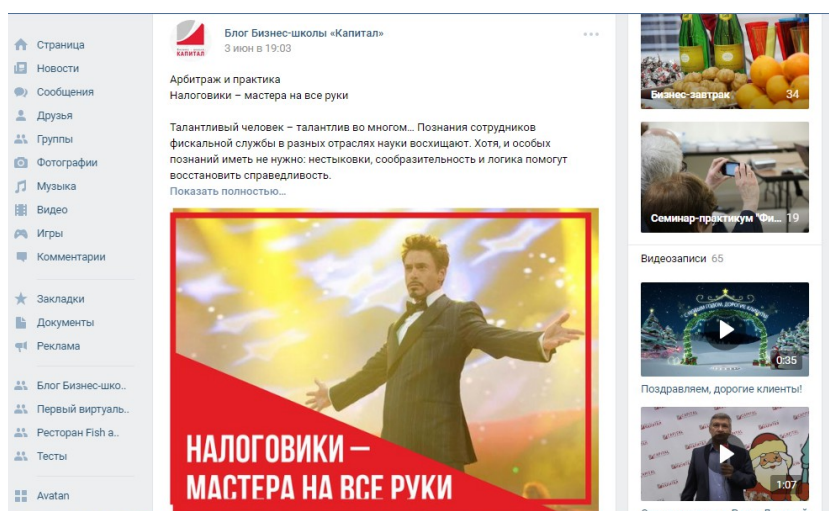 Страница
Новости
Сообщения
Друзья
Группы
Фотографии
Музыка
Видео
Игры
Комментарии
Закладки
Документы
Реклама
Блог Бизнес-шко..
Первый виртуаль..
Ресторан Fish а..
Тесты
Avatan
КАПИТАЛ
Блог Бизнес-школы «Капитал»
3 июн в 19:03
Арбитраж и практика
Налоговики – мастера на все руки
Талантливый человек – талантлив во многом... Познания сотрудников
фискальной службы в разных отраслях науки восхищают. Хотя, и особых
познаний иметь не нужно: нестыковки, сообразительность и логика помогут
восстановить справедливость.
Показать полностью...
НАЛОГОВИКИ –
МАСТЕРА НА ВСЕ РУКИ
Бизнес-завтрак 34
Семинар-практикум "Фи... 19
Видеозаписи 65
0:35
Поздравляем, дорогие клиенты!
1:07